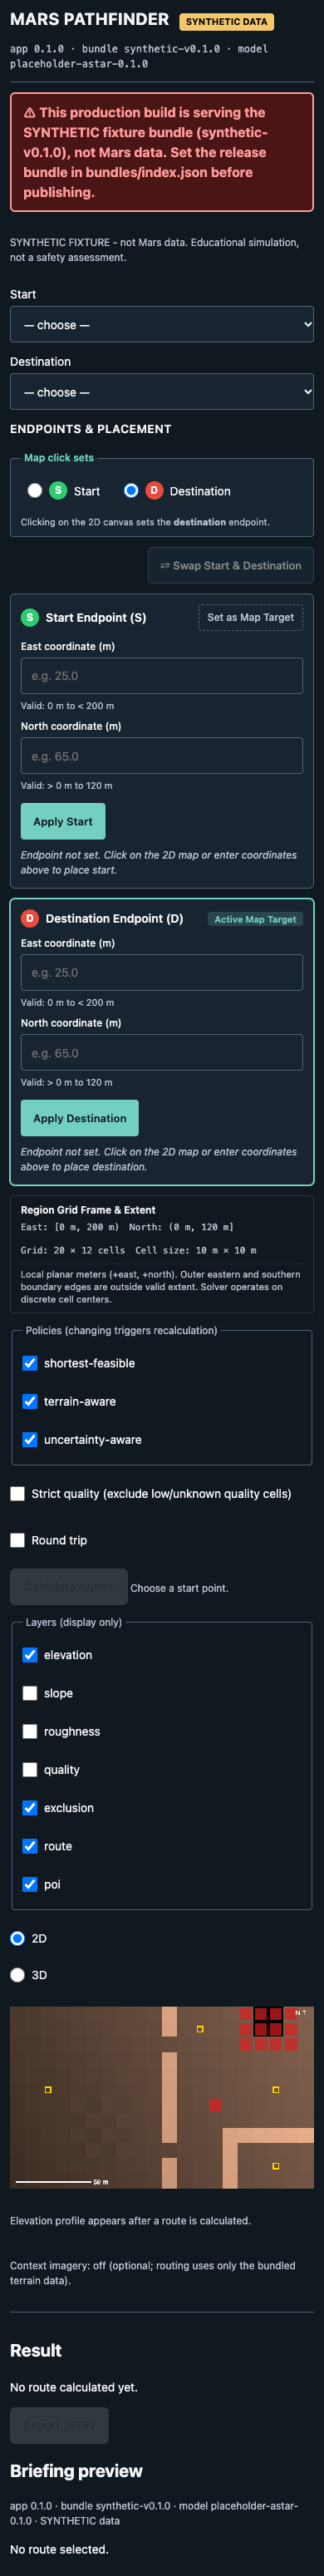 MARS PATHFINDER SYNTHETIC DATA
app 0.1.0 · bundle synthetic-v0.1.0 · model
placeholder-astar-0.1.0
⚠ This production build is serving the
SYNTHETIC fixture bundle (synthetic-
v0.1.0), not Mars data. Set the release
bundle in bundles/index.json before
publishing.
SYNTHETIC FIXTURE - not Mars data. Educational simulation,
not a safety assessment.
Start
— choose —
Destination
— choose —
ENDPOINTS & PLACEMENT
Map click sets
S Start D Destination
Clicking on the 2D canvas sets the destination endpoint.
⇄ Swap Start & Destination
S Start Endpoint (S) Set as Map Target
East coordinate (m)
e.g. 25.0
Valid: 0 m to < 200 m
North coordinate (m)
e.g. 65.0
Valid: > 0 m to 120 m
Apply Start
Endpoint not set. Click on the 2D map or enter coordinates
above to place start.
D Destination Endpoint (D) Active Map Target
East coordinate (m)
e.g. 25.0
Valid: 0 m to < 200 m
North coordinate (m)
e.g. 65.0
Valid: > 0 m to 120 m
Apply Destination
Endpoint not set. Click on the 2D map or enter coordinates
above to place destination.
Region Grid Frame & Extent
East: [0 m, 200 m) North: (0 m, 120 m]
Grid: 20 × 12 cells Cell size: 10 m × 10 m
Local planar meters (+east, +north). Outer eastern and southern
boundary edges are outside valid extent. Solver operates on
discrete cell centers.
Policies (changing triggers recalculation)
shortest-feasible
terrain-aware
uncertainty-aware
Strict quality (exclude low/unknown quality cells)
Round trip
Calculate routes Choose a start point.
Layers (display only)
elevation
slope
roughness
quality
exclusion
route
poi
2D
3D
N ↑
50 m
Elevation profile appears after a route is calculated.
Context imagery: off (optional; routing uses only the bundled
terrain data).
Result
No route calculated yet.
Export JSON
Briefing preview
app 0.1.0 · bundle synthetic-v0.1.0 · model placeholder-astar-
0.1.0 · SYNTHETIC data
No route selected.